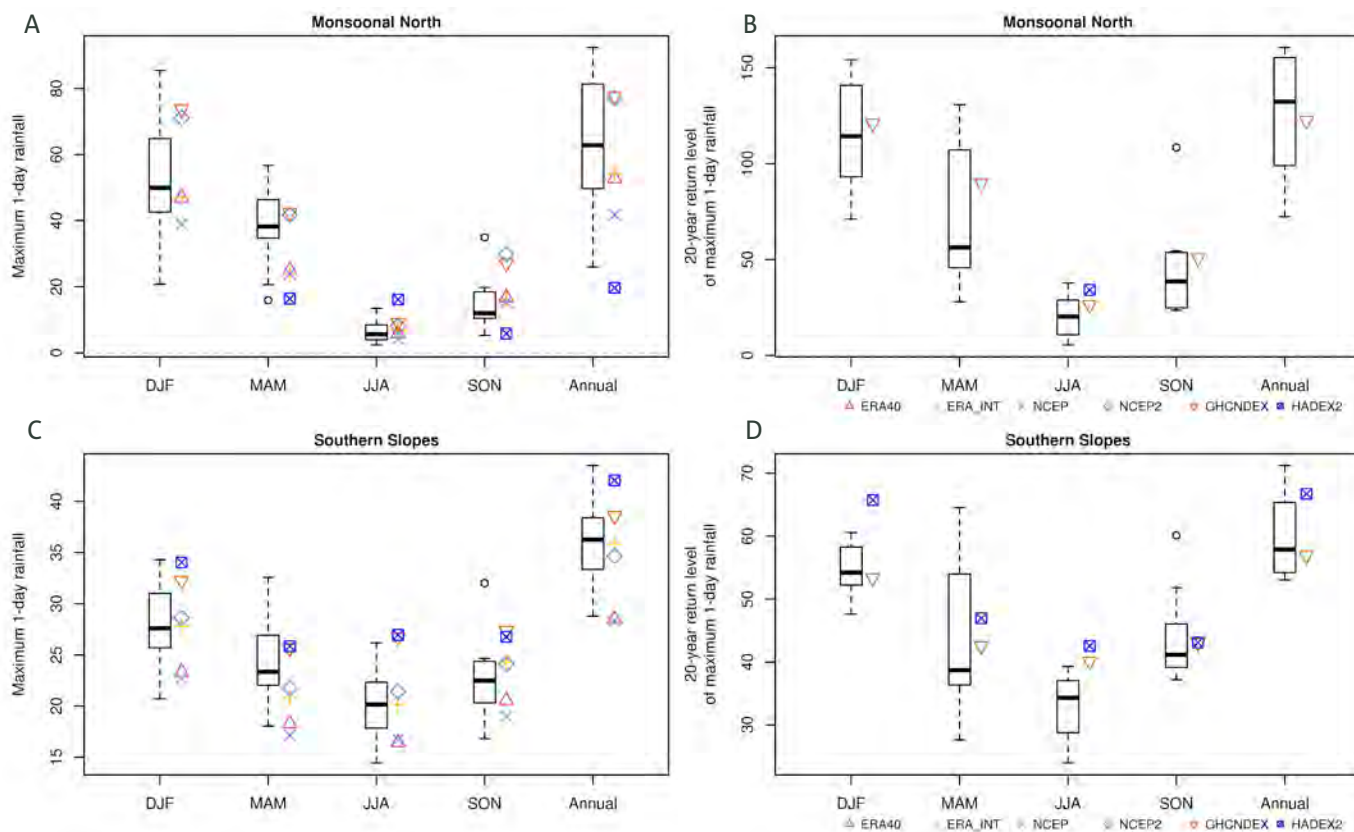 A
Monsoonal North
Maximum 1-day rainfall
80
60
40
20
0
DJF
MAM
JJA
SON
Annual
B
Monsoonal North
20-year return level
of maximum 1-day rainfall
150
100
50
0
DJF
MAM
JJA
SON
Annual
ERA40
ERA_INT
NCEP
NCEP2
GHCNDEX
HADEX2
C
Southern Slopes
Maximum 1-day rainfall
40
35
30
25
20
15
DJF
MAM
JJA
SON
Annual
D
Southern Slopes
20-year return level
of maximum 1-day rainfall
70
60
50
40
30
DJF
MAM
JJA
SON
Annual
ERA40
ERA_INT
NCEP
NCEP2
GHCNDEX
HADEX2